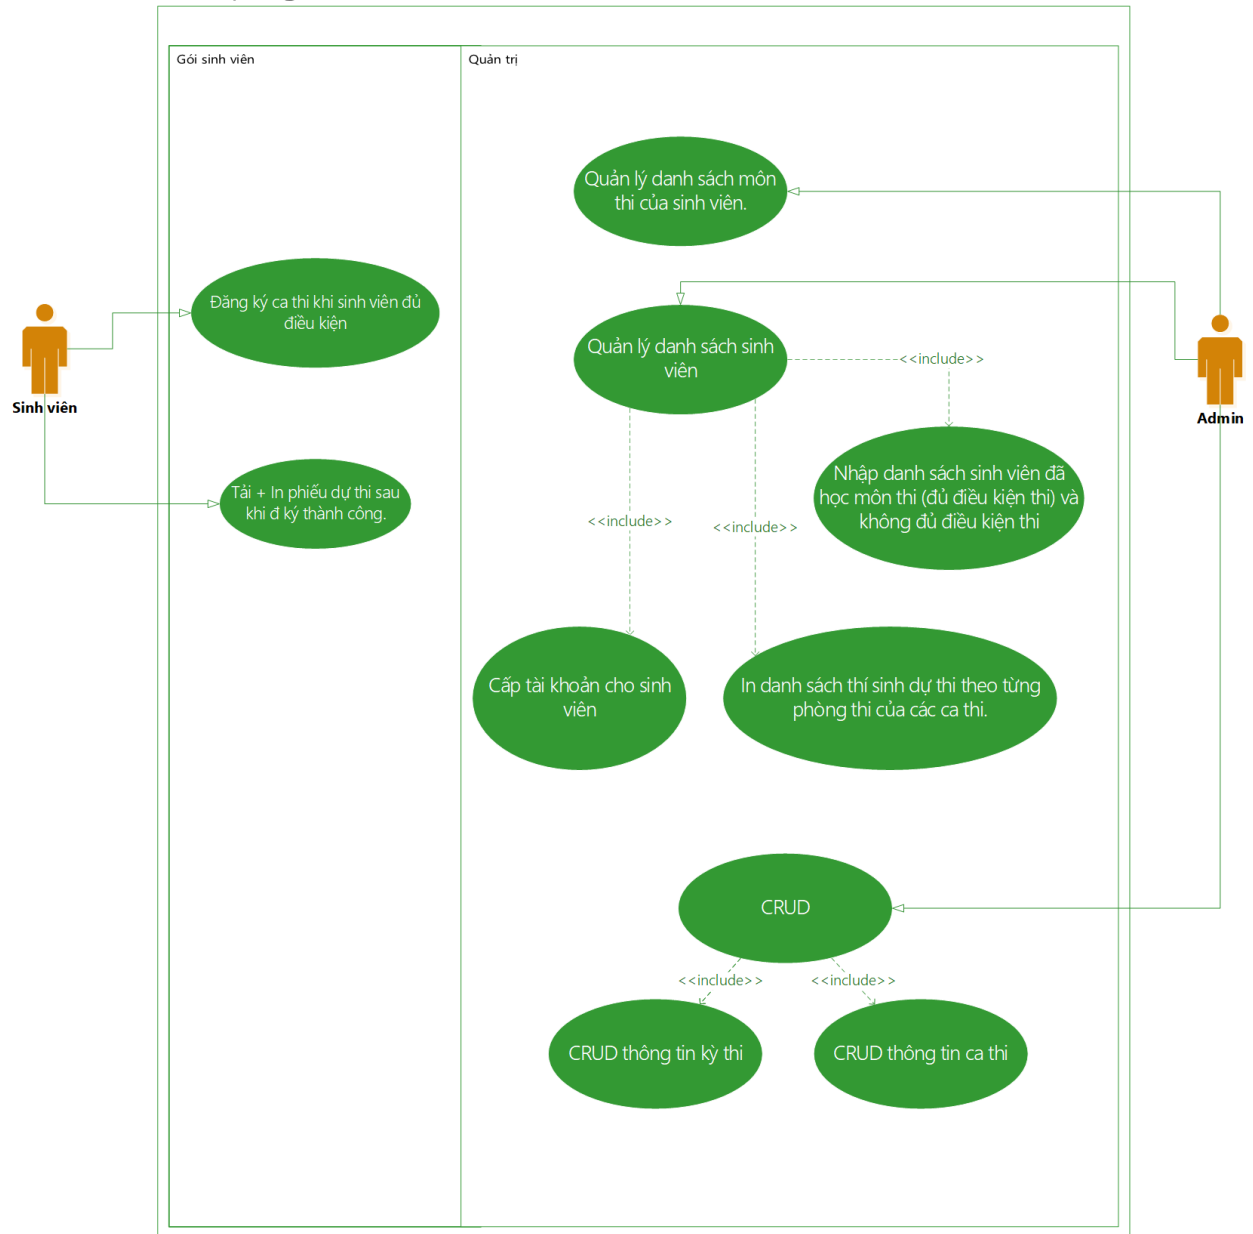 Gói sinh viên
Quản trị
Quản lý danh sách môn
thi của sinh viên.
Đăng ký ca thi khi sinh viên đủ
điều kiện
Quản lý danh sách sinh
viên
<<include>>
Sinh viên
Admin
Nhập danh sách sinh viên đã
học môn thi (đủ điều kiện thi) và
không đủ điều kiện thi
Tải + In phiếu dự thi sau
khi đ ký thành công.
<<include>>
<<include>>
Cấp tài khoản cho sinh
viên
In danh sách thí sinh dự thi theo từng
phòng thi của các ca thi.
CRUD
<<include>>
<<include>>
CRUD thông tin kỳ thi
CRUD thông tin ca thi